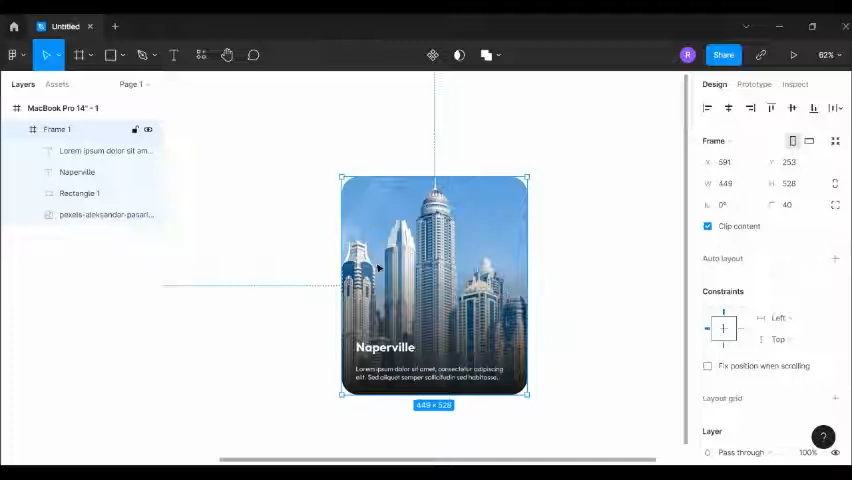 Untitled
R
Share
62%
Layers
Assets
Page 1
MacBook Pro 14" - 1
Frame 1
Lorem ipsum dolor sit am...
Naperville
Rectangle 1
pexels-aleksandar-pasari...
Naperville
Lorem ipsum dolor sit amet, consectetur adipiscing
elit. Sed aliquet semper sollicitudin sed habitasse.
449 × 528
Design
Prototype
Inspect
Frame
X 591
Y 253
W 449
H 528
0°
40
Clip content
Auto layout
Constraints
Left
Top
Fix position when scrolling
Layout grid
Layer
Pass through
100%
?